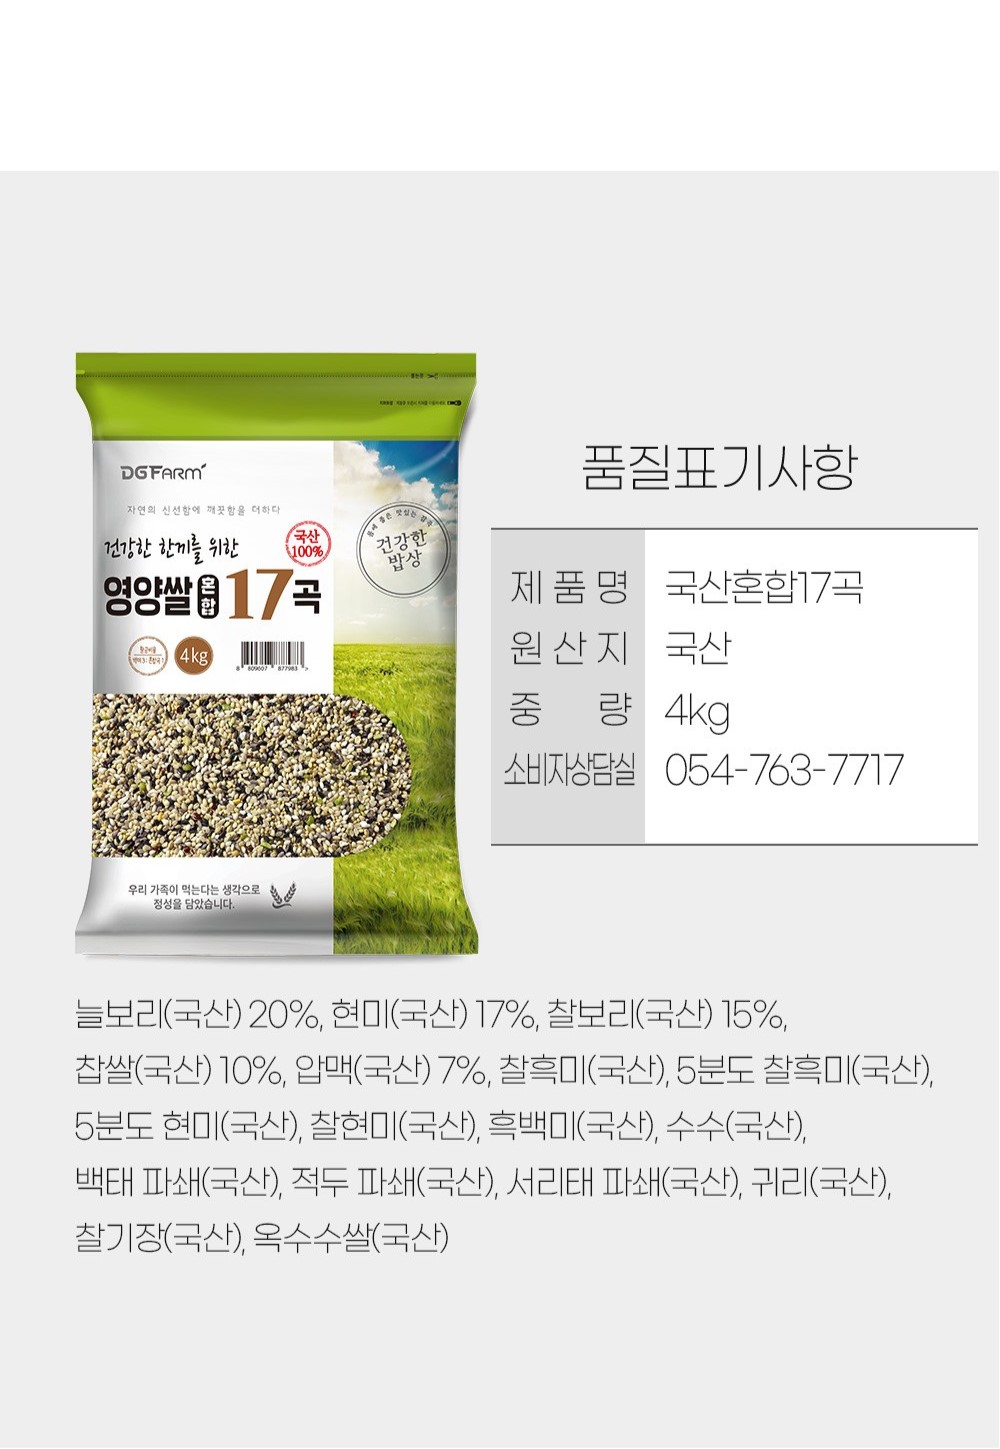 DGFARM
자연의 신선함에 깨끗함을 더하다
건강한 한끼를 위한
국산
100%
영양쌀 혼합 17곡
건강한
밥상
4kg
8 809607 877983 >
우리 가족이 먹는다는 생각으로
정성을 담았습니다.
품질표기사항
제품명 국산혼합17곡
원산지 국산
중량 4kg
소비자상담실 054-763-7717
늘보리(국산) 20%, 현미(국산) 17%, 찰보리(국산) 15%,
찹쌀(국산) 10%, 압맥(국산) 7%, 찰흑미(국산), 5분도 찰흑미(국산),
5분도 현미(국산), 찰현미(국산), 흑백미(국산), 수수(국산),
백태 파쇄(국산), 적두 파쇄(국산), 서리태 파쇄(국산), 귀리(국산),
찰기장(국산), 옥수수쌀(국산)